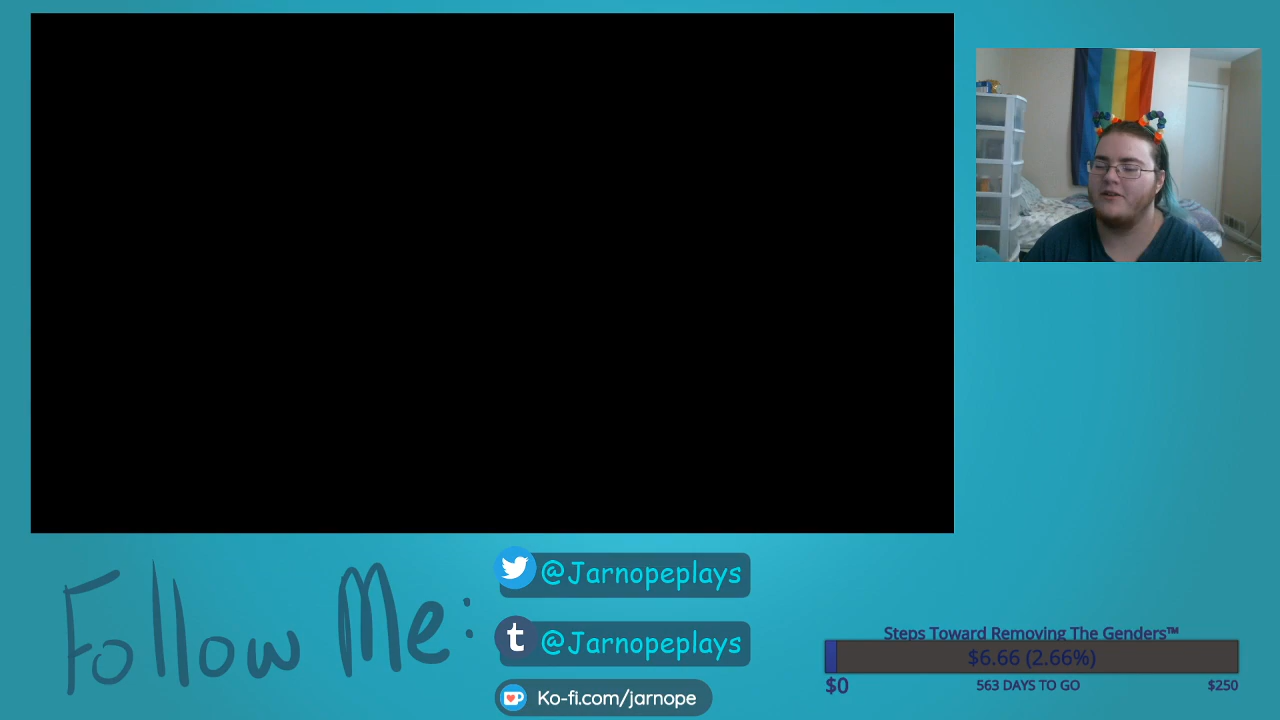 Follow Me:
@Jarnopeplays
t @Jarnopeplays
Ko-fi.com/jarnope
Steps Toward Removing The Genders™
$6.66 (2.66%)
$0 563 DAYS TO GO $250